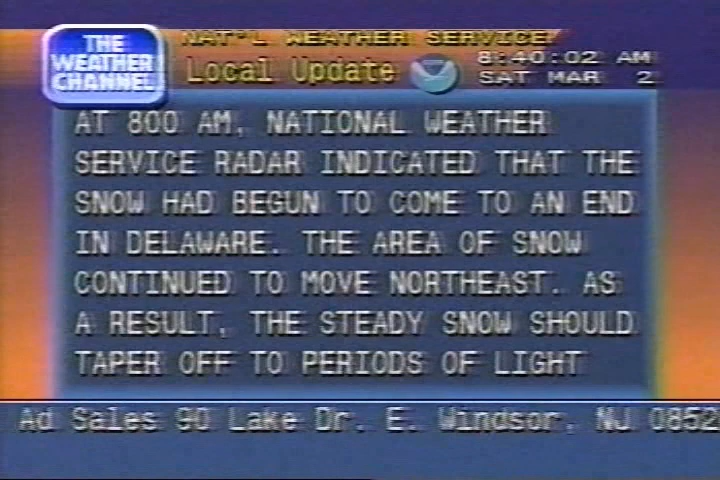 THE
WEATHER
CHANNEL
NAT'L WEATHER SERVICE
Local Update
8:40:02 AM
SAT MAR 2
AT 800 AM, NATIONAL WEATHER
SERVICE RADAR INDICATED THAT THE
SNOW HAD BEGUN TO COME TO AN END
IN DELAWARE. THE AREA OF SNOW
CONTINUED TO MOVE NORTHEAST. AS
A RESULT, THE STEADY SNOW SHOULD
TAPER OFF TO PERIODS OF LIGHT
Ad Sales 90 Lake Dr. E. Windsor, NJ 0852